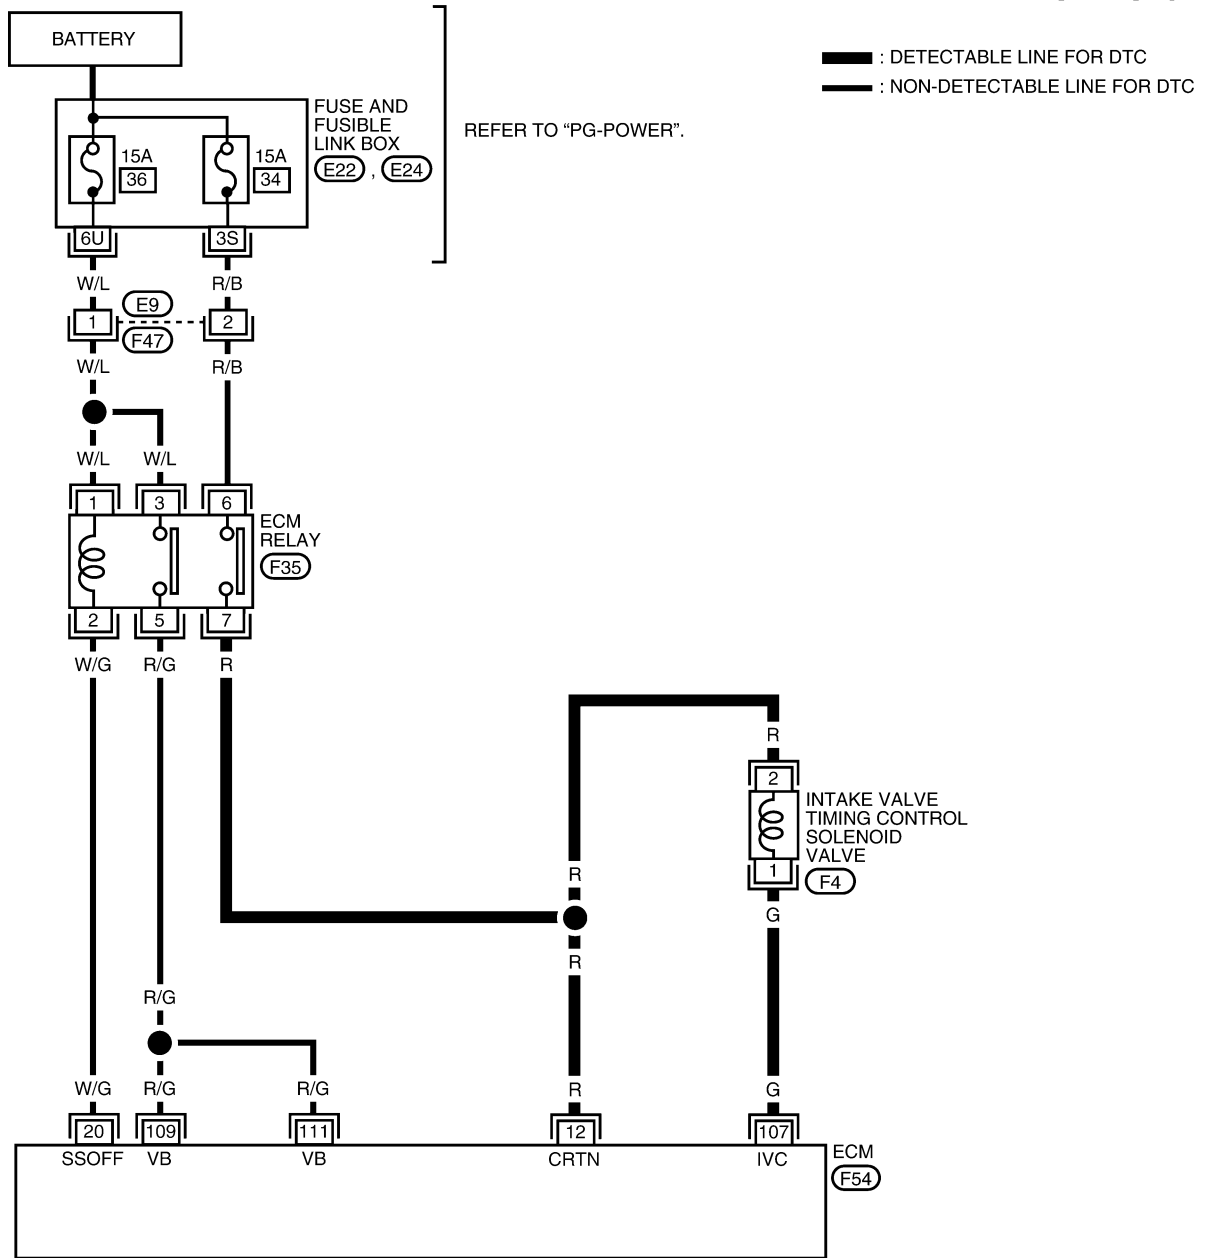 BATTERY
: DETECTABLE LINE FOR DTC
: NON-DETECTABLE LINE FOR DTC
FUSE AND
FUSIBLE
LINK BOX
E22 , E24
REFER TO “PG-POWER”.
15A
36
15A
34
6U
3S
W/L
R/B
E9
1
2
F47
W/L
R/B
W/L
W/L
1
3
6
ECM
RELAY
F35
2
5
7
W/G
R/G
R
R
2
INTAKE VALVE
TIMING CONTROL
SOLENOID
VALVE
1
F4
R
G
R
R/G
W/G
R/G
R/G
R
G
20
109
111
12
107
SSOFF
VB
VB
CRTN
IVC
ECM
F54